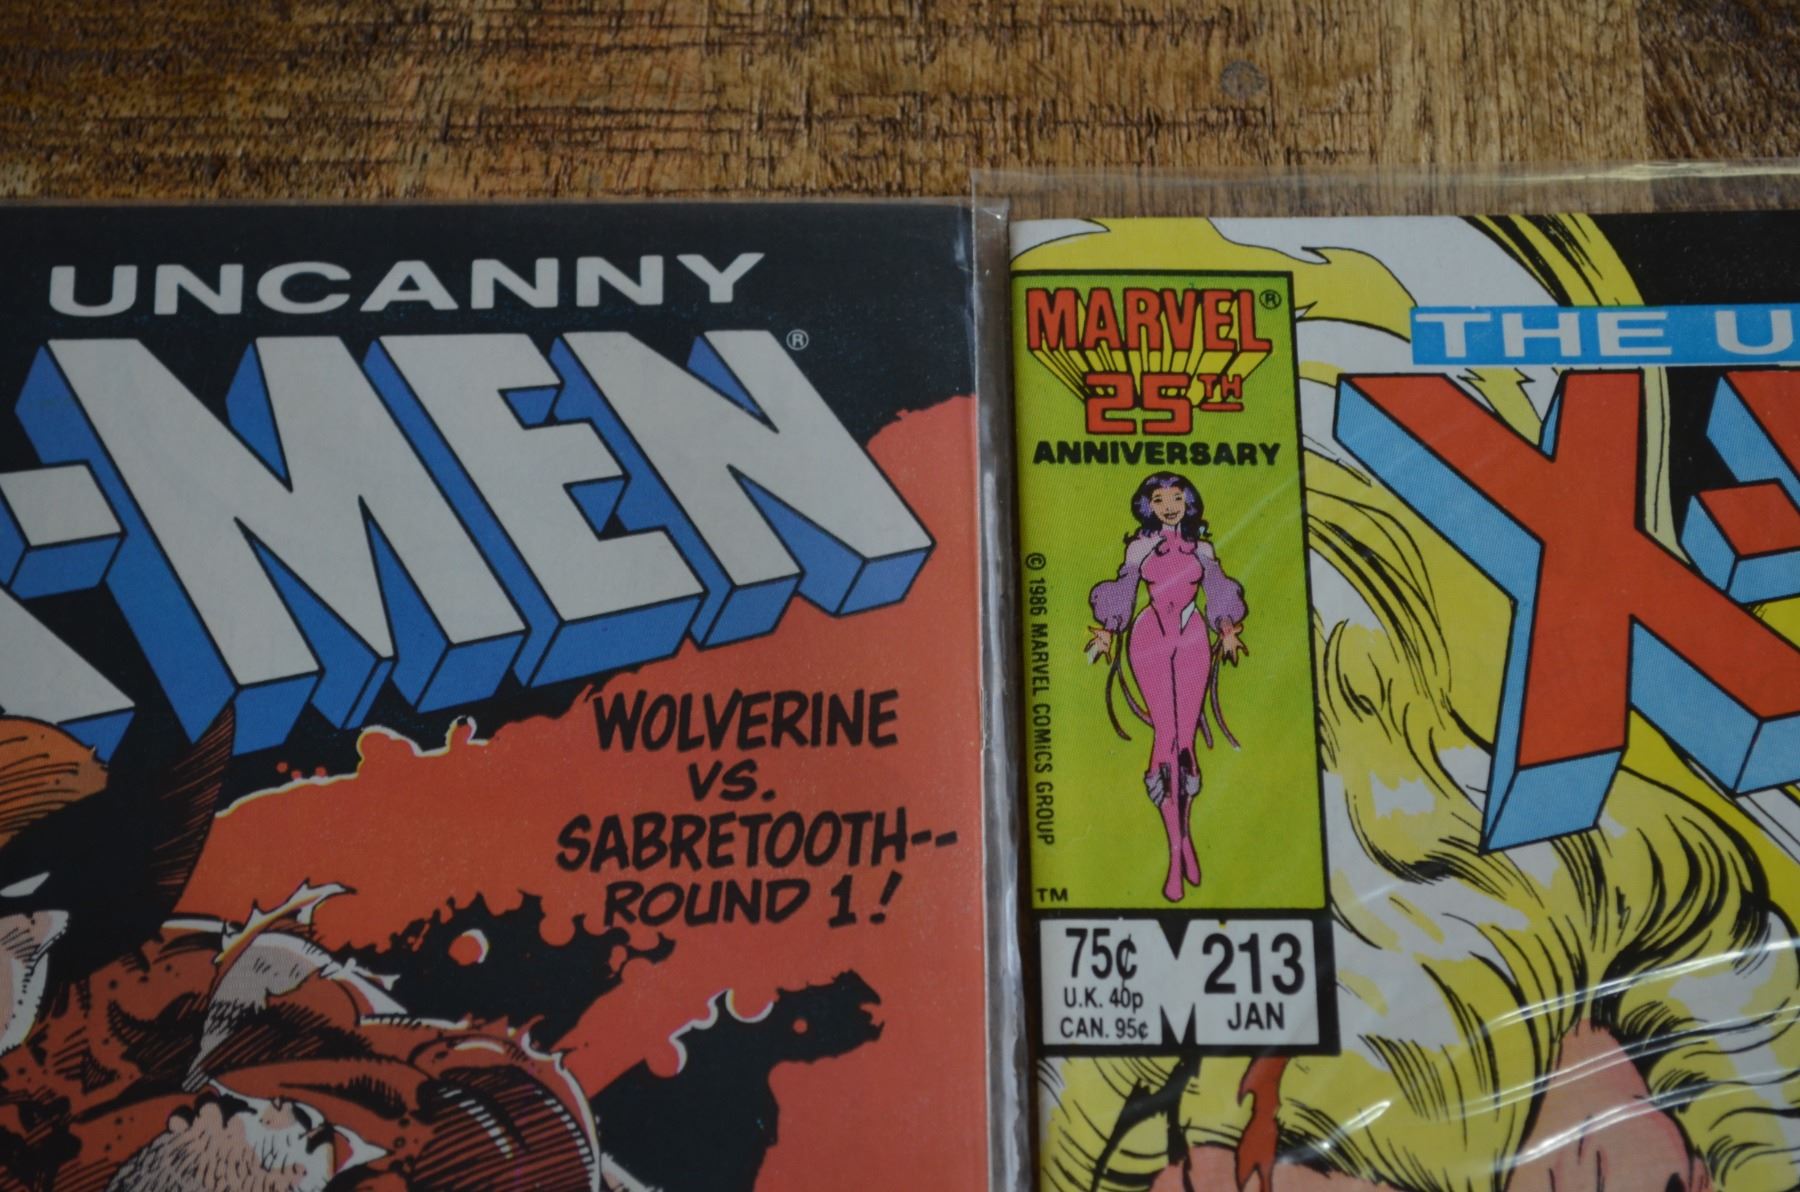 UNCANNY
-MEN®
WOLVERINE
VS.
SABRETOOTH--
ROUND 1!
MARVEL®
25TH
ANNIVERSARY
© 1986 MARVEL COMICS GROUP
TM
75¢
U.K. 40p
CAN. 95¢
M
213
JAN
THE U
X-